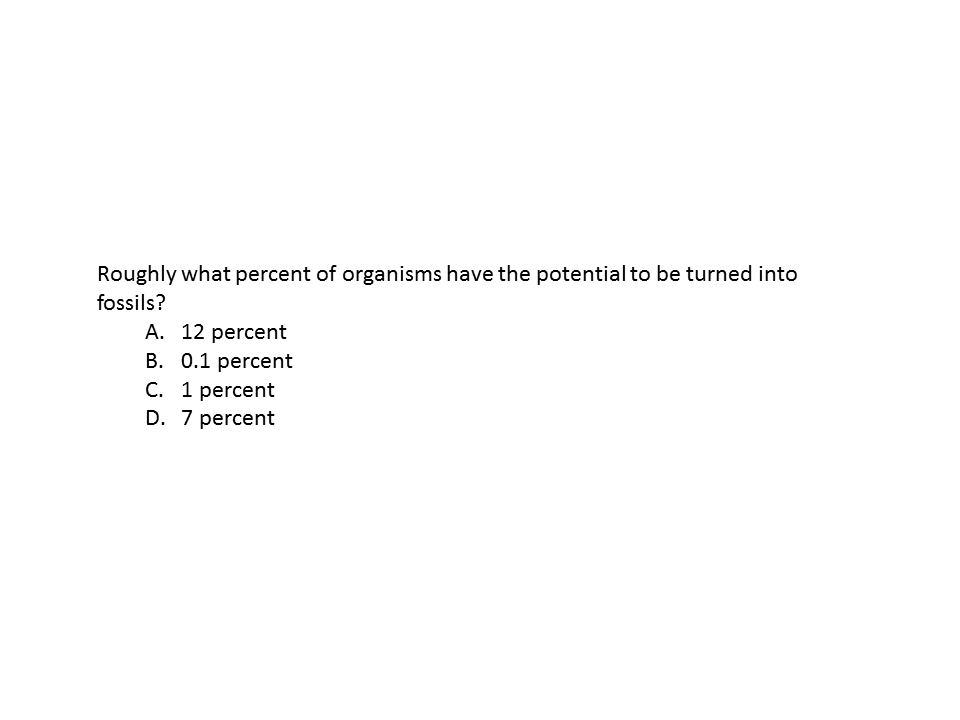 Roughly what percent of organisms have the potential to be turned into
fossils?
A. 12 percent
B. 0.1 percent
C. 1 percent
D. 7 percent